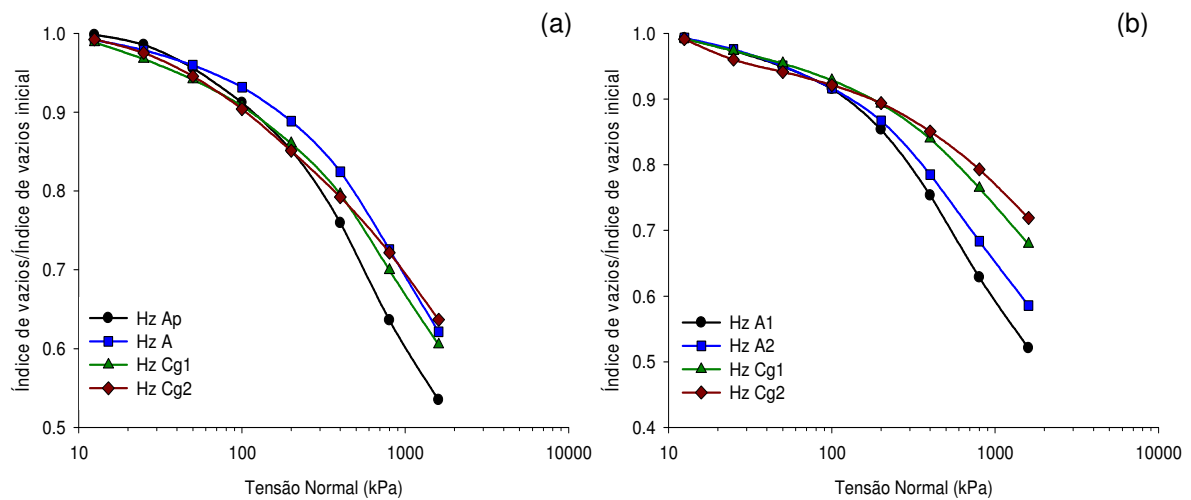 (a)
Índice de vazios/Índice de vazios inicial
1.0
0.9
0.8
0.7
0.6
0.5
Hz Ap
Hz A
Hz Cg1
Hz Cg2
10
100
1000
10000
Tensão Normal (kPa)
(b)
Índice de vazios/Índice de vazios inicial
1.0
0.9
0.8
0.7
0.6
0.5
0.4
Hz A1
Hz A2
Hz Cg1
Hz Cg2
10
100
1000
10000
Tensão Normal (kPa)